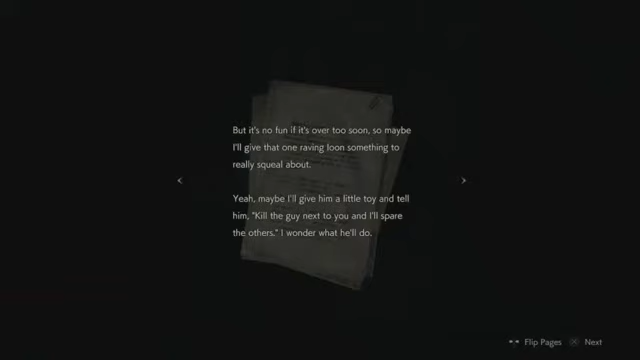 But it's no fun if it's over too soon, so maybe
I'll give that one raving loon something to
really squeal about.
Yeah, maybe I'll give him a little toy and tell
him, "Kill the guy next to you and I'll spare
the others." I wonder what he'll do.
Flip Pages
Next